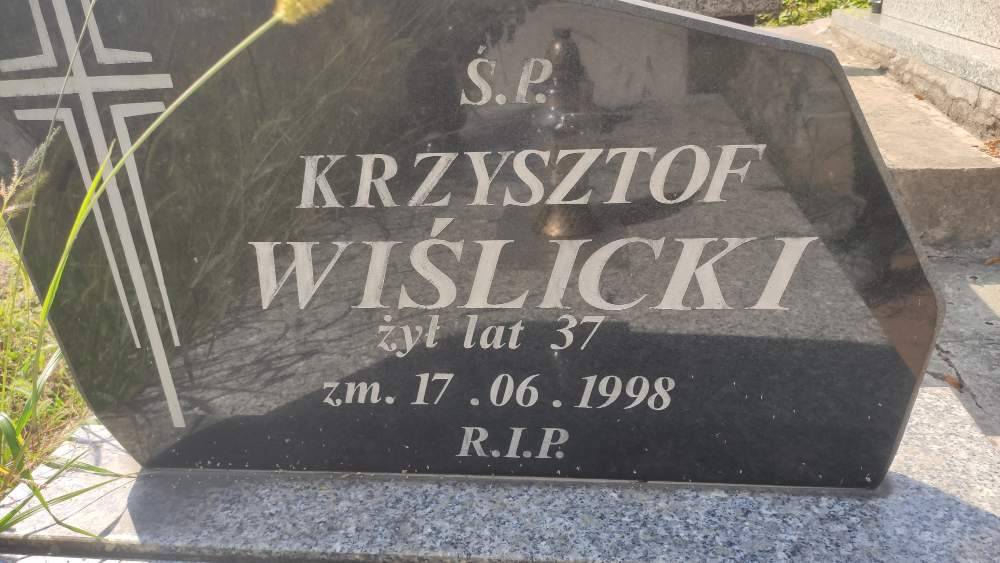 Ś.P.
KRZYSZTOF
WIŚLICKI
żył lat 37
zm. 17.06.1998
R.I.P.